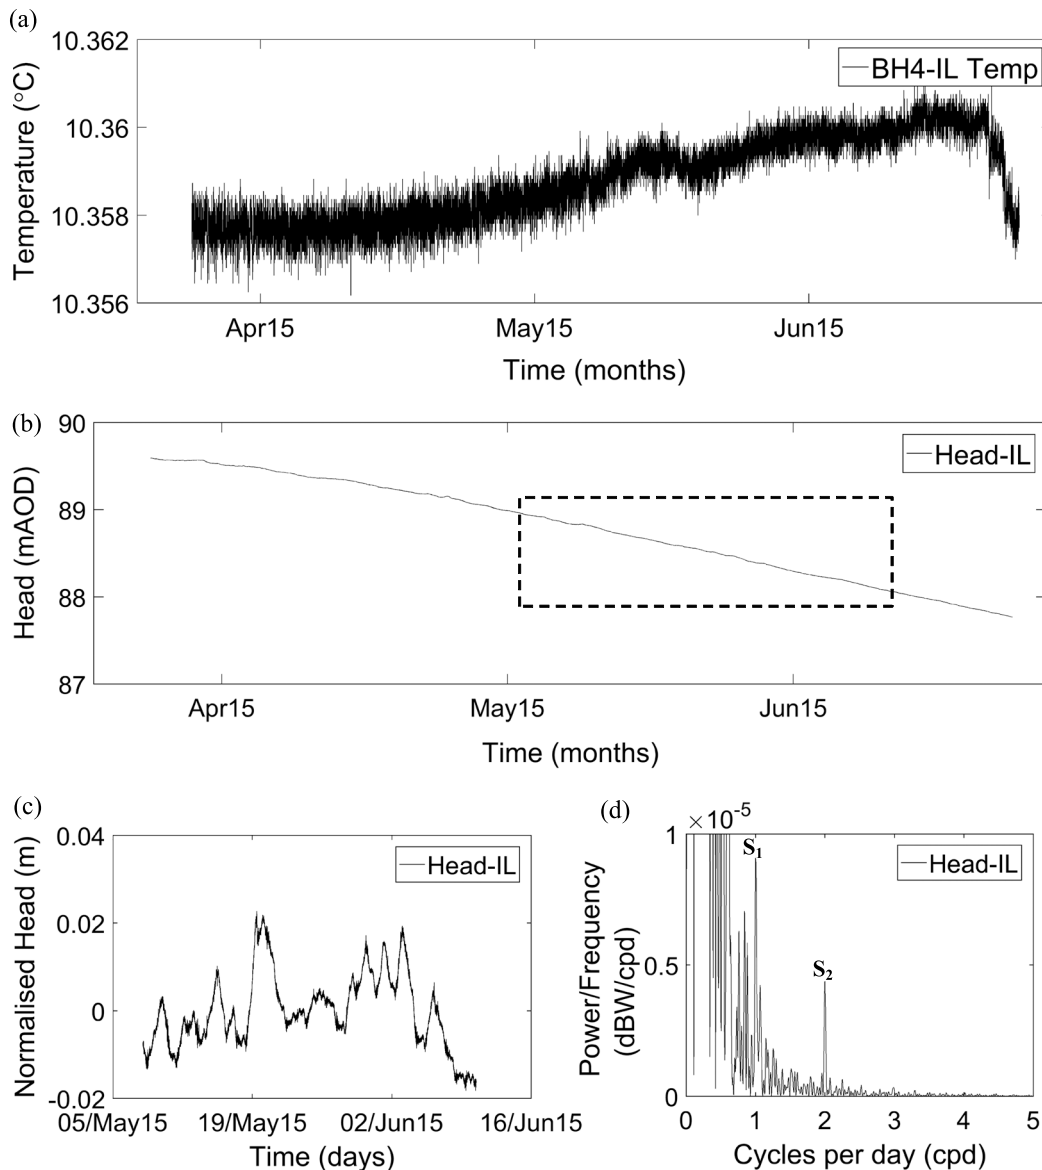 (a)
10.362
10.36
10.358
10.356
Temperature (°C)
BH4-IL Temp
Apr15 May15 Jun15
Time (months)
(b)
90
89
88
87
Head (mAOD)
Head-IL
Apr15 May15 Jun15
Time (months)
(c)
0.04
0.02
0
-0.02
Normalised Head (m)
Head-IL
05/May15 19/May15 02/Jun15 16/Jun15
Time (days)
(d)
×10^-5
1
0.5
0
Power/Frequency
(dBW/cpd)
S₁
S₂
Head-IL
0 1 2 3 4 5
Cycles per day (cpd)